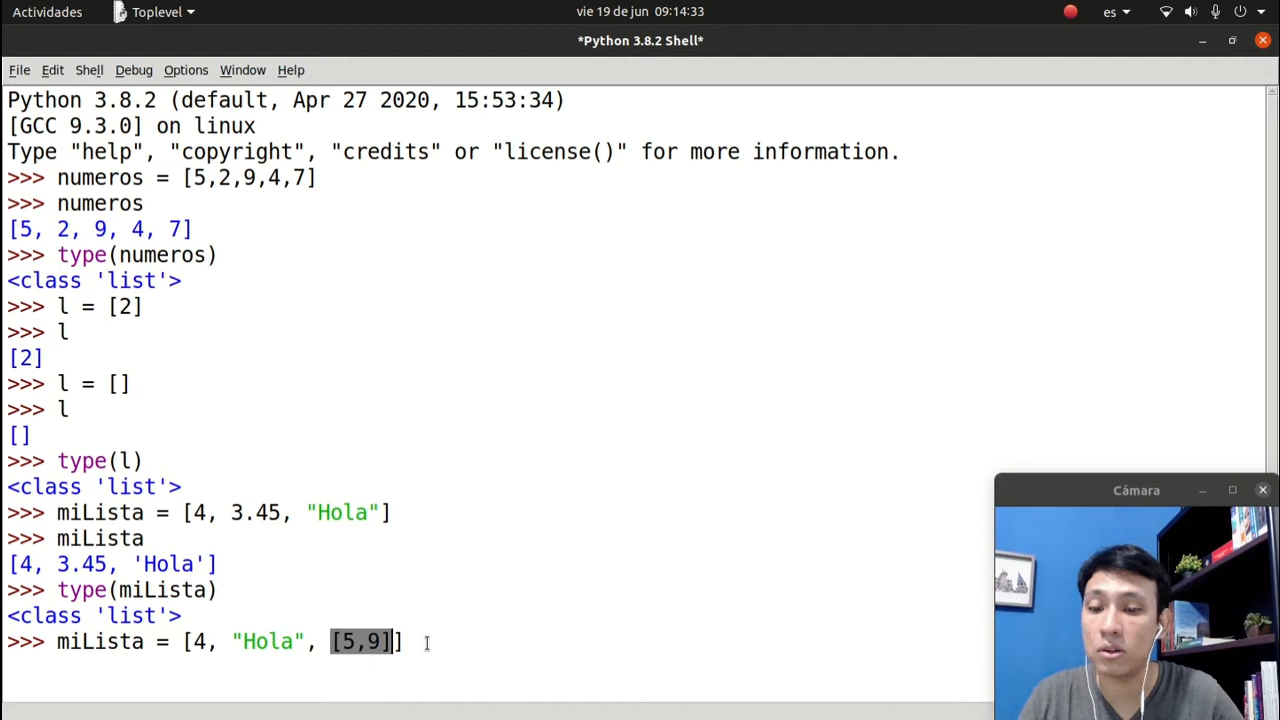 Actividades Toplevel vie 19 de jun 09:14:33 es
*Python 3.8.2 Shell*
File Edit Shell Debug Options Window Help
Python 3.8.2 (default, Apr 27 2020, 15:53:34)
[GCC 9.3.0] on linux
Type "help", "copyright", "credits" or "license()" for more information.
>>> numeros = [5,2,9,4,7]
>>> numeros
[5, 2, 9, 4, 7]
>>> type(numeros)
<class 'list'>
>>> l = [2]
>>> l
[2]
>>> l = []
>>> l
[]
>>> type(l)
<class 'list'>
>>> miLista = [4, 3.45, "Hola"]
>>> miLista
[4, 3.45, 'Hola']
>>> type(miLista)
<class 'list'>
>>> miLista = [4, "Hola", [5,9]]
Cámara